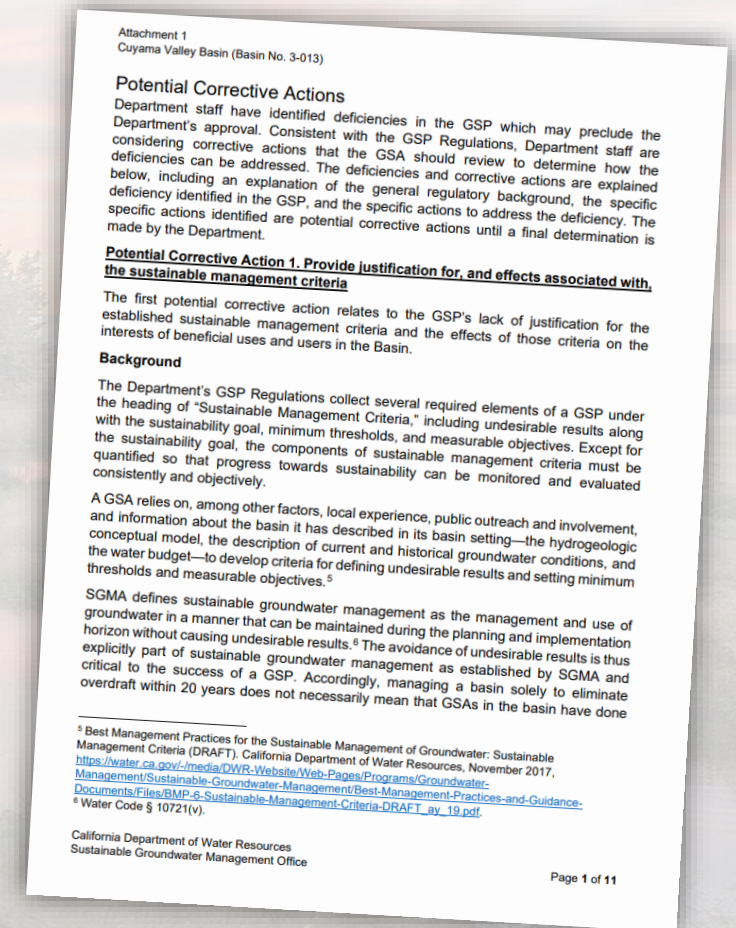 Attachment 1
Cuyama Valley Basin (Basin No. 3-013)
Potential Corrective Actions
Department staff have identified deficiencies in the GSP which may preclude the
Department's approval. Consistent with the GSP Regulations, Department staff are
considering corrective actions that the GSA should review to determine how the
deficiencies can be addressed. The deficiencies and corrective actions are explained
below, including an explanation of the general regulatory background, the specific
deficiency identified in the GSP, and the specific actions to address the deficiency. The
specific actions identified are potential corrective actions until a final determination is
made by the Department.
Potential Corrective Action 1. Provide justification for, and effects associated with,
the sustainable management criteria
The first potential corrective action relates to the GSP's lack of justification for the
established sustainable management criteria and the effects of those criteria on the
interests of beneficial uses and users in the Basin.
Background
The Department's GSP Regulations collect several required elements of a GSP under
the heading of "Sustainable Management Criteria," including undesirable results along
with the sustainability goal, minimum thresholds, and measurable objectives. Except for
the sustainability goal, the components of sustainable management criteria must be
quantified so that progress towards sustainability can be monitored and evaluated
consistently and objectively.
A GSA relies on, among other factors, local experience, public outreach and involvement,
and information about the basin it has described in its basin setting—the hydrogeologic
conceptual model, the description of current and historical groundwater conditions, and
the water budget—to develop criteria for defining undesirable results and setting minimum
thresholds and measurable objectives.5
SGMA defines sustainable groundwater management as the management and use of
groundwater in a manner that can be maintained during the planning and implementation
horizon without causing undesirable results.6 The avoidance of undesirable results is thus
explicitly part of sustainable groundwater management as established by SGMA and
critical to the success of a GSP. Accordingly, managing a basin solely to eliminate
overdraft within 20 years does not necessarily mean that GSAs in the basin have done
5 Best Management Practices for the Sustainable Management of Groundwater: Sustainable
Management Criteria (DRAFT). California Department of Water Resources, November 2017,
https://water.ca.gov/-/media/DWR-Website/Web-Pages/Programs/Groundwater-
Management/Sustainable-Groundwater-Management/Best-Management-Practices-and-Guidance-
Documents/Files/BMP-6-Sustainable-Management-Criteria-DRAFT_ay_19.pdf.
6 Water Code § 10721(v).
California Department of Water Resources
Sustainable Groundwater Management Office
Page 1 of 11